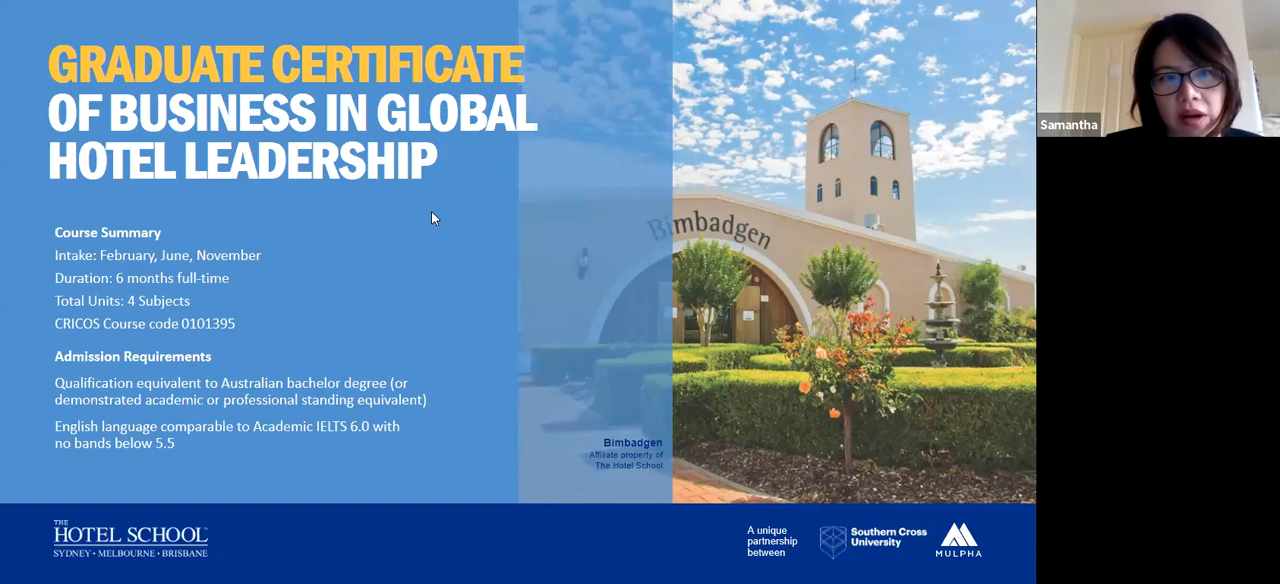 GRADUATE CERTIFICATE
OF BUSINESS IN GLOBAL
HOTEL LEADERSHIP
Course Summary
Intake: February, June, November
Duration: 6 months full-time
Total Units: 4 Subjects
CRICOS Course code 0101395
Admission Requirements
Qualification equivalent to Australian bachelor degree (or
demonstrated academic or professional standing equivalent)
English language comparable to Academic IELTS 6.0 with
no bands below 5.5
Bimbadgen
Bimbadgen
Affiliate property of
The Hotel School
Samantha
THE
HOTEL SCHOOL
SYDNEY • MELBOURNE • BRISBANE
A unique
partnership
between
Southern Cross
University
MULPHA